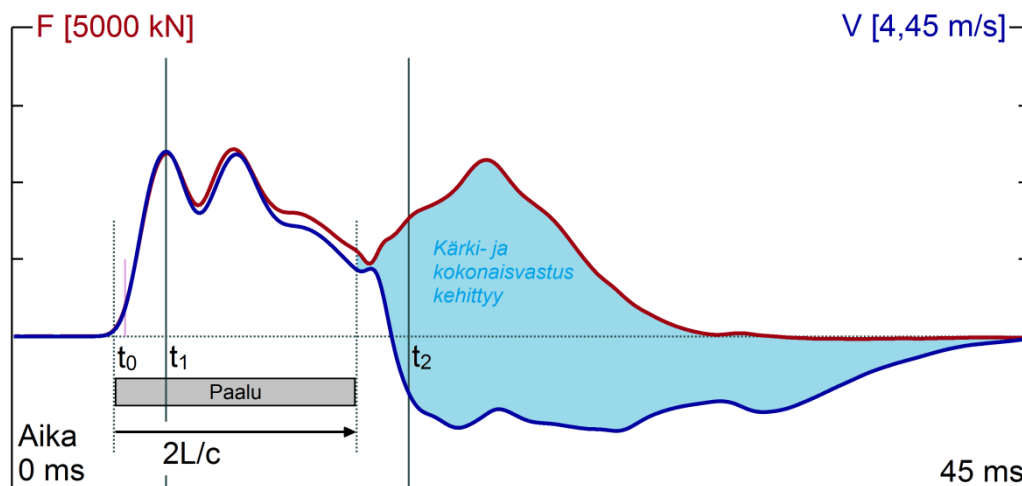 F [5000 kN]
V [4,45 m/s]
Kärki- ja
kokonaisvastus
kehittyy
t0
t1
t2
Paalu
2L/c
Aika
0 ms
45 ms